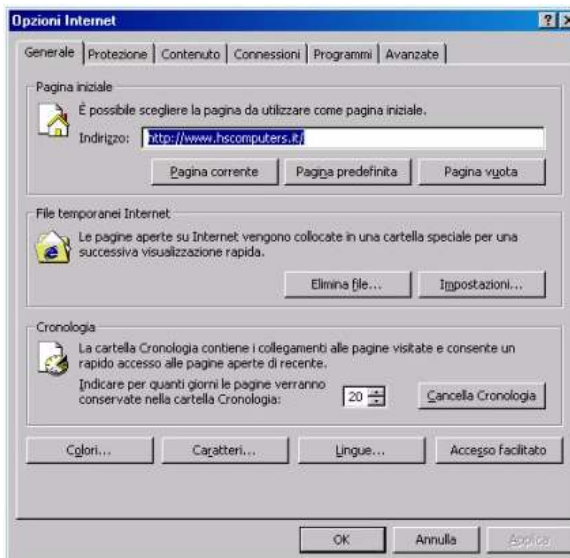 Opzioni Internet
Generale Protezione Contenuto Connessioni Programmi Avanzate
Pagina iniziale
È possibile scegliere la pagina da utilizzare come pagina iniziale.
Indirizzo: http://www.hscomputers.it/
Pagina corrente Pagina predefinita Pagina vuota
File temporanei Internet
Le pagine aperte su Internet vengono collocate in una cartella speciale per una
successiva visualizzazione rapida.
Elimina file... Impostazioni...
Cronologia
La cartella Cronologia contiene i collegamenti alle pagine visitate e consente un
rapido accesso alle pagine aperte di recente.
Indicare per quanti giorni le pagine verranno
conservate nella cartella Cronologia: 20 Cancella Cronologia
Colori... Caratteri... Lingue... Accesso facilitato
OK Annulla Applica